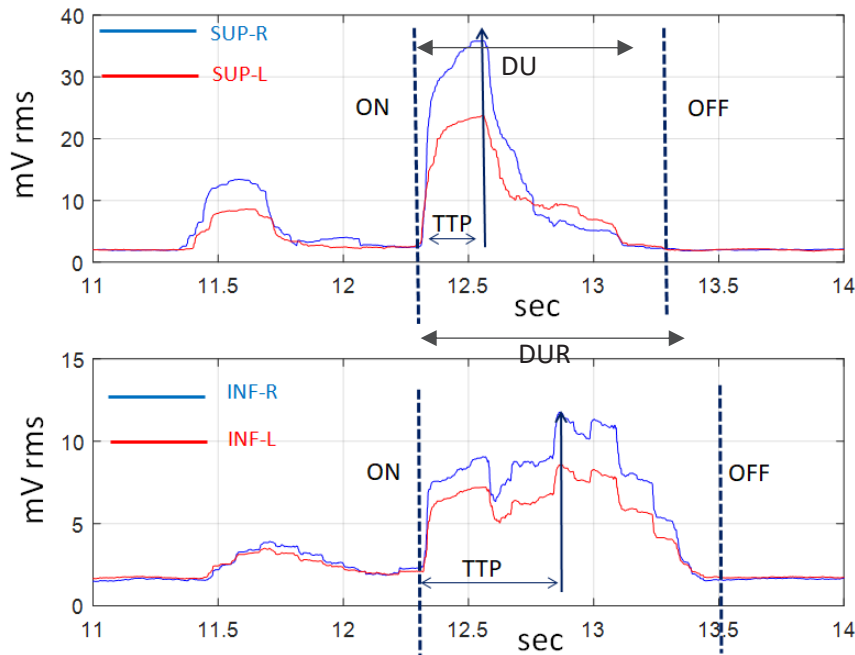 40
SUP-R
30
SUP-L
DU
ON
OFF
20
mV rms
10
TTP
0
11
11.5
12
12.5
13
13.5
14
sec
DUR
15
INF-R
INF-L
10
ON
OFF
mV rms
5
TTP
0
11
11.5
12
12.5
13
13.5
14
sec